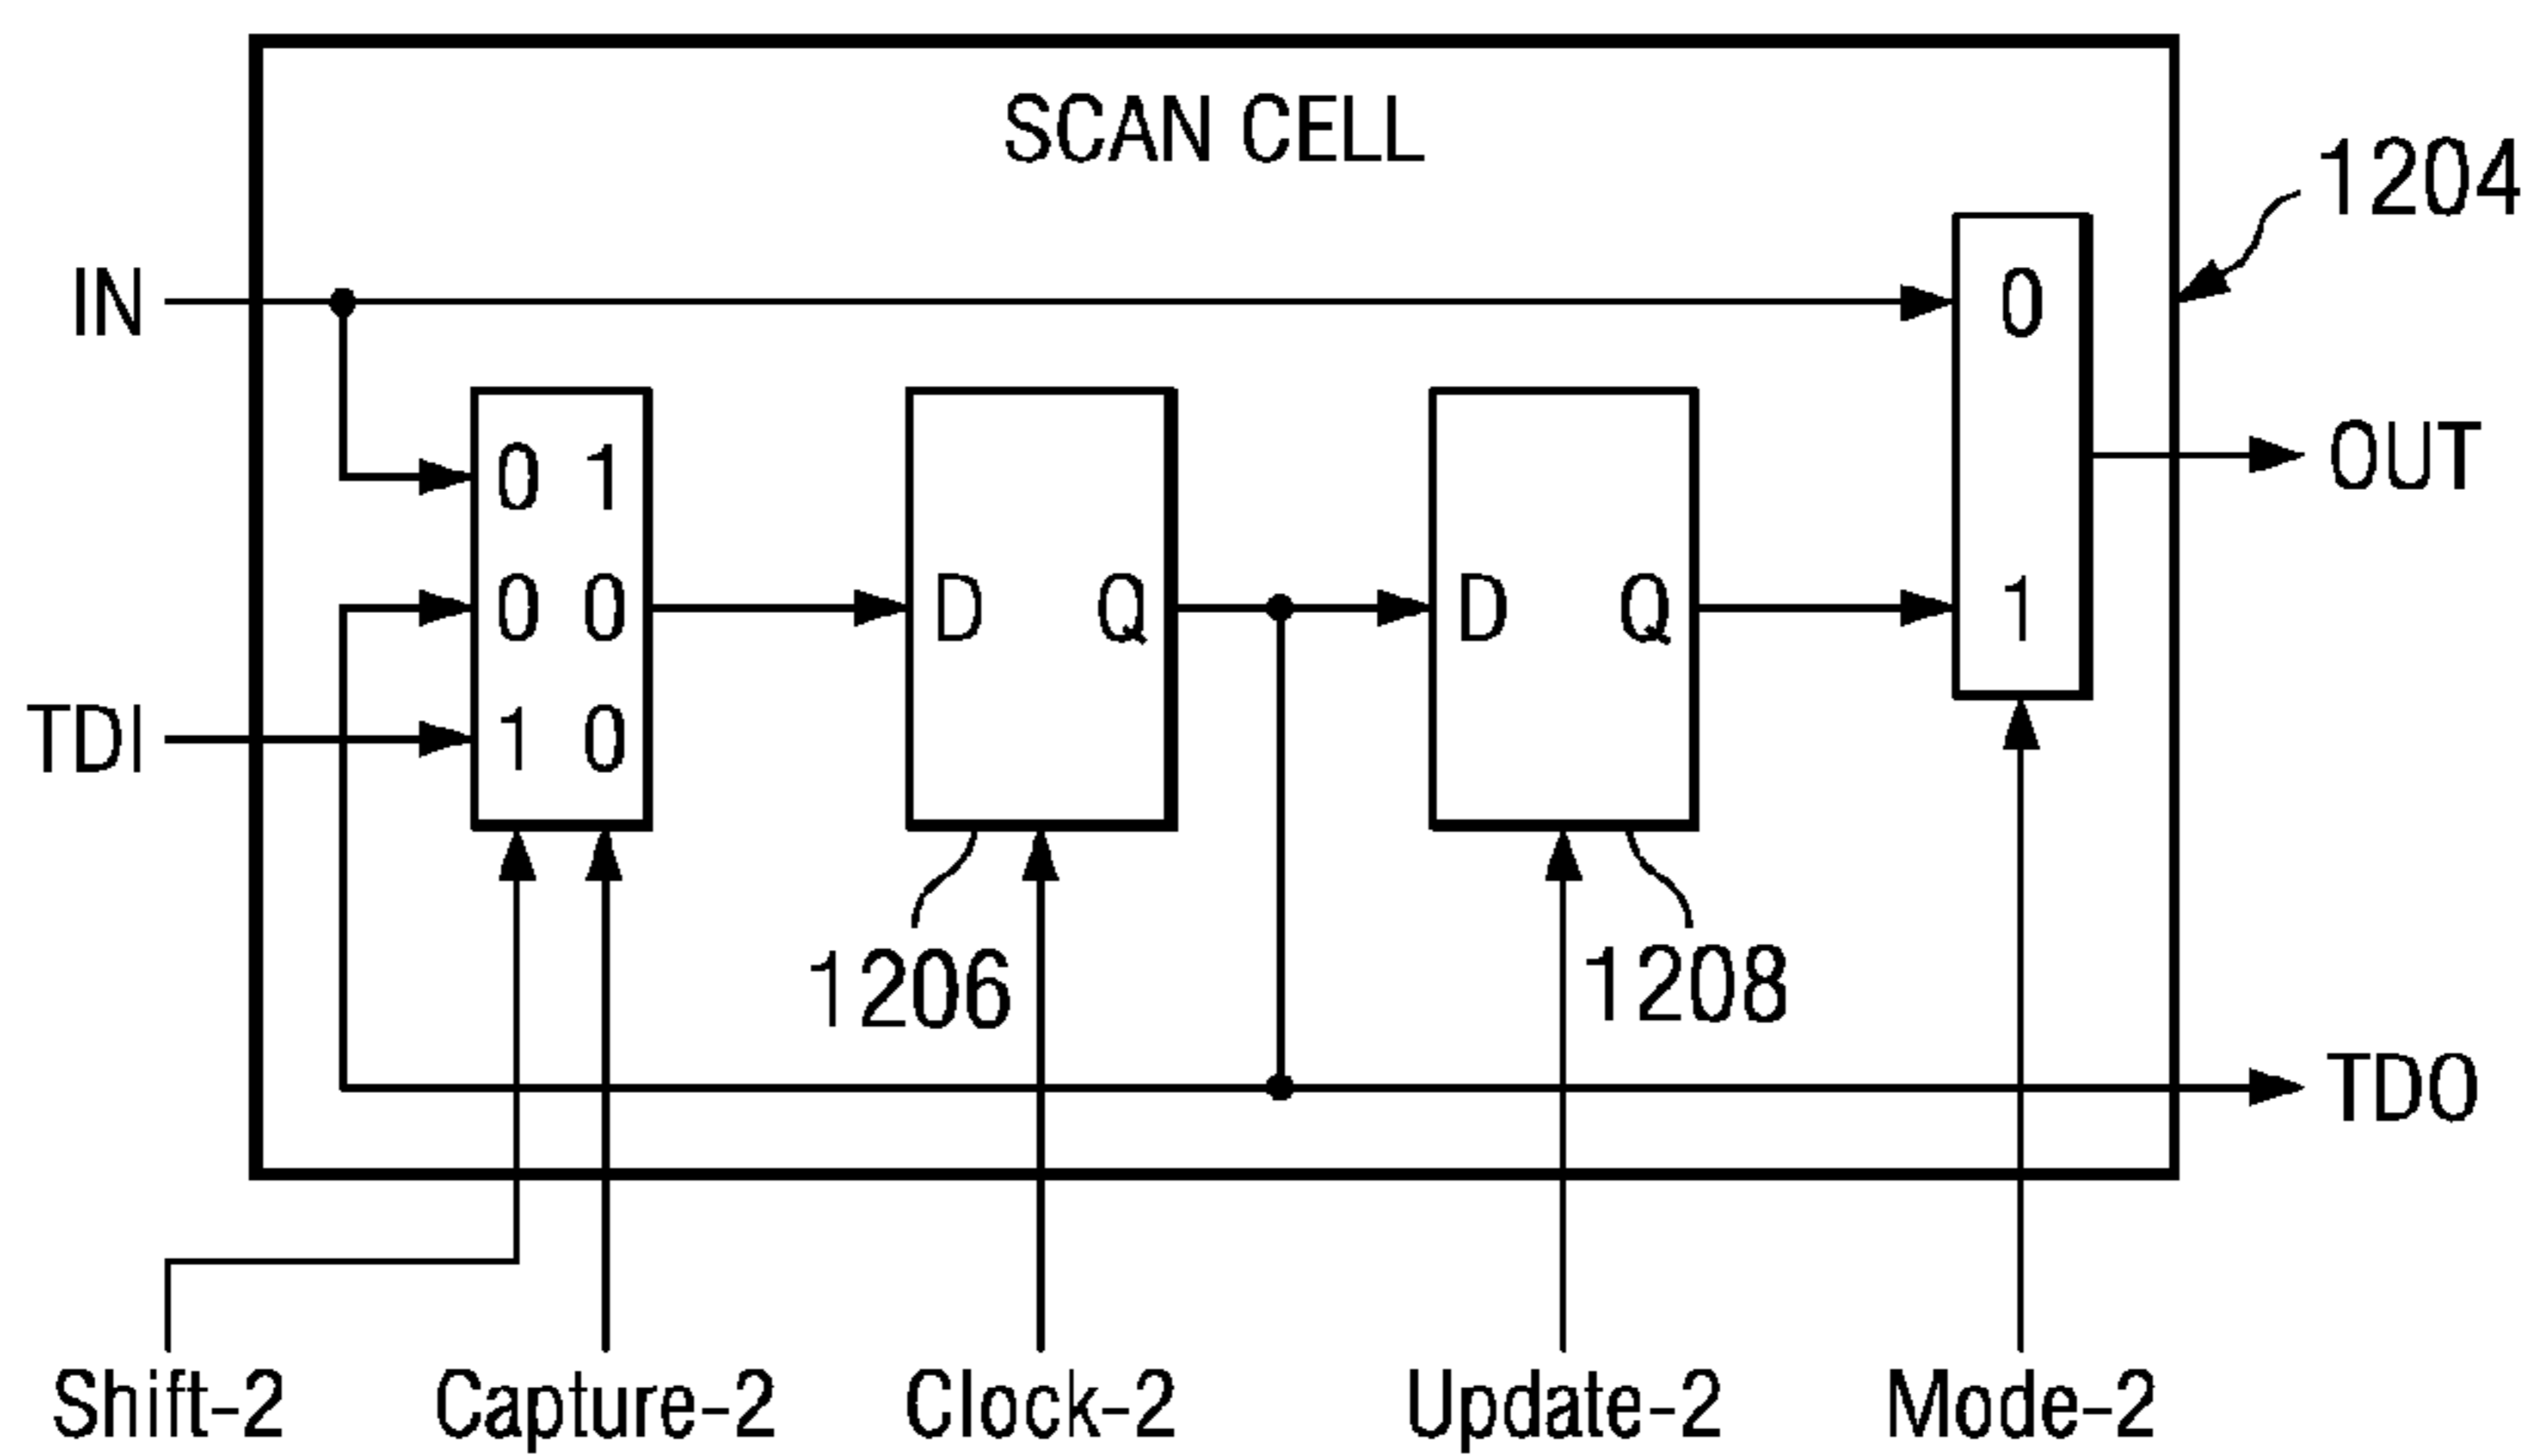 SCAN CELL
1204
IN
0
0 1
OUT
0 0
D Q
D Q
1
TDI
1 0
1206
1208
TDO
Shift-2
Capture-2
Clock-2
Update-2
Mode-2